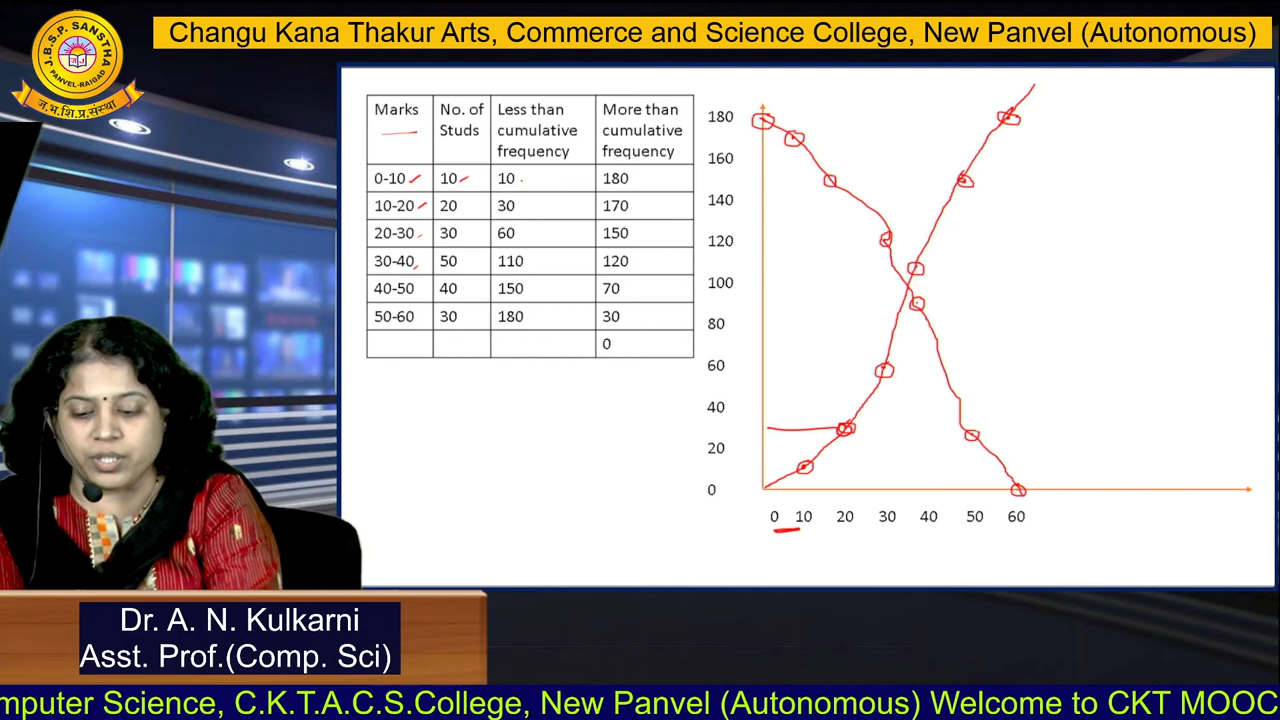 J.B.S.P. SANSTHA
PANVEL-RAIGAD
ज.भ.शि.प्र.संस्था
Changu Kana Thakur Arts, Commerce and Science College, New Panvel (Autonomous)
Marks No. of Studs Less than cumulative frequency More than cumulative frequency
0-10 10 10 180
10-20 20 30 170
20-30 30 60 150
30-40 50 110 120
40-50 40 150 70
50-60 30 180 30
0
180
160
140
120
100
80
60
40
20
0
0 10 20 30 40 50 60
Dr. A. N. Kulkarni
Asst. Prof.(Comp. Sci)
mputer Science, C.K.T.A.C.S.College, New Panvel (Autonomous) Welcome to CKT MOOC